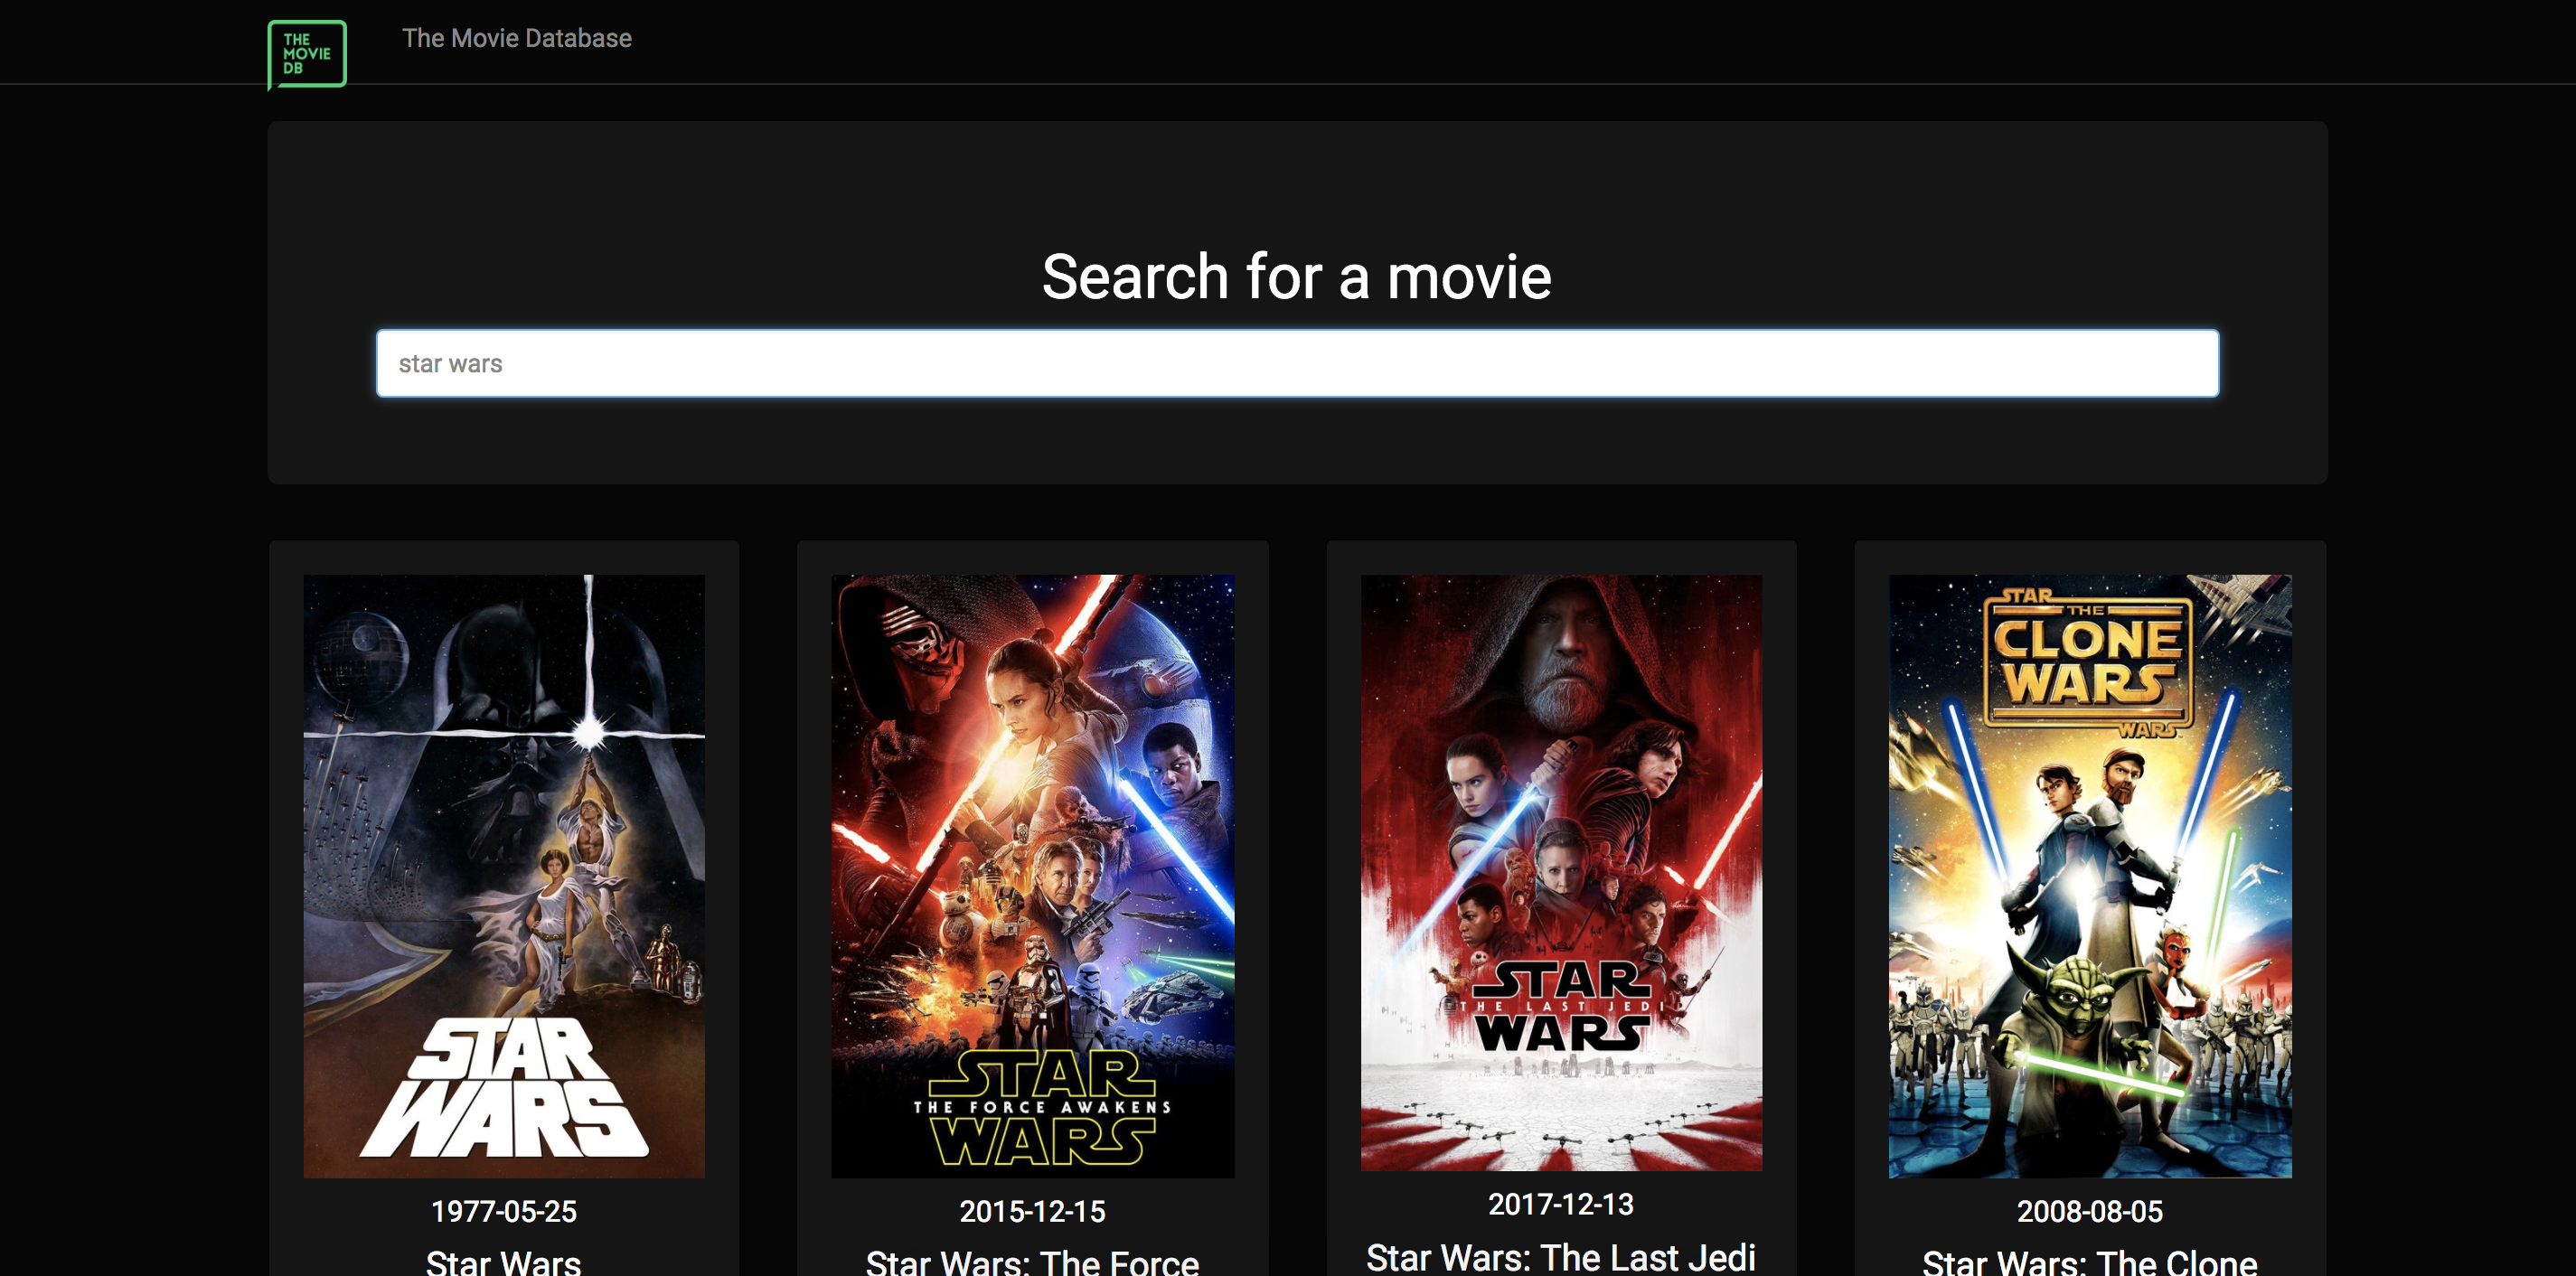 THE
MOVIE
DB
The Movie Database
Search for a movie
star wars
STAR
WARS
1977-05-25
Star Wars
STAR
THE FORCE AWAKENS
WARS
2015-12-15
Star Wars: The Force
STAR
THE LAST JEDI
WARS
2017-12-13
Star Wars: The Last Jedi
STAR
THE
CLONE
WARS
WARS
2008-08-05
Star Wars: The Clone